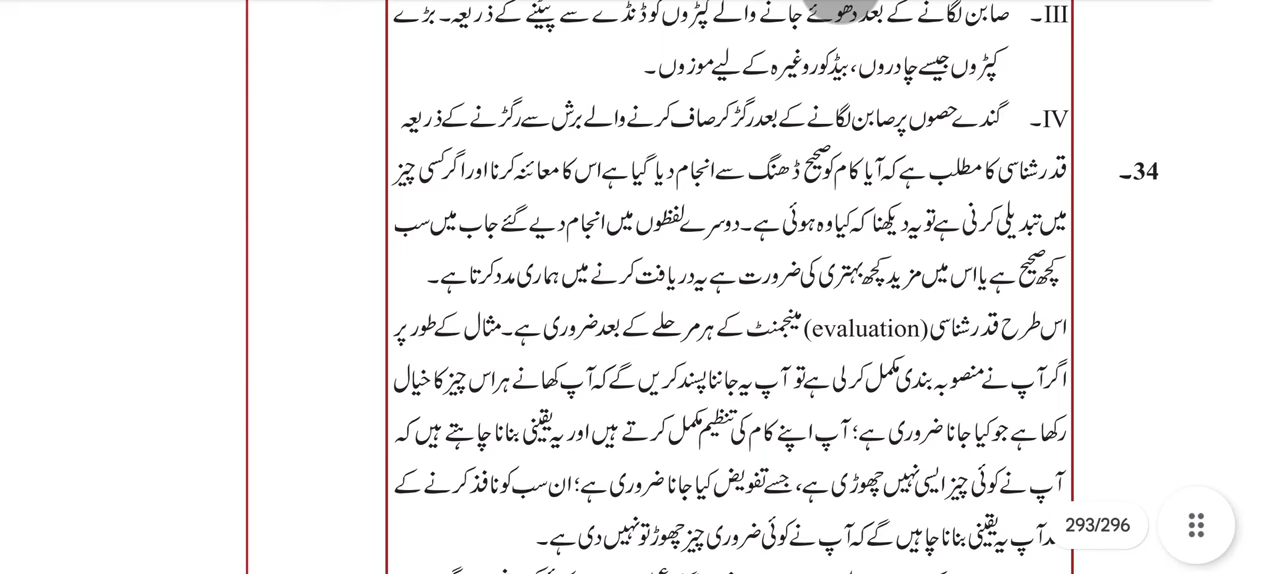 III۔ صابن لگانے کے بعد دھوئے جانے والے کپڑوں کو ڈنڈے سے پیٹنے کے ذریعہ۔ بڑے
کپڑوں جیسے چادروں، بیڈ کور وغیرہ کے لیے موزوں۔
IV۔ گندے حصوں پر صابن لگانے کے بعد رگڑ کر صاف کرنے والے برش سے رگڑنے کے ذریعہ
34۔ قدر شناسی کا مطلب ہے کہ آیا کام کو صحیح ڈھنگ سے انجام دیا گیا ہے اس کا معائنہ کرنا اور اگر کسی چیز
میں تبدیلی کرنی ہے تو یہ دیکھنا کہ کیا وہ ہوئی ہے۔ دوسرے لفظوں میں انجام دیے گئے جاب میں سب
کچھ صحیح ہے یا اس میں مزید کچھ بہتری کی ضرورت ہے یہ دریافت کرنے میں ہماری مدد کرتا ہے۔
اس طرح قدر شناسی (evaluation) مینجمنٹ کے ہر مرحلے کے بعد ضروری ہے۔ مثال کے طور پر
اگر آپ نے منصوبہ بندی مکمل کر لی ہے تو آپ یہ جاننا پسند کریں گے کہ آپ کھانے ہر اس چیز کا خیال
رکھا ہے جو کیا جانا ضروری ہے؛ آپ اپنے کام کی تنظیم مکمل کرتے ہیں اور یہ یقینی بنانا چاہتے ہیں کہ
آپ نے کوئی چیز ایسی نہیں چھوڑی ہے، جسے تفویض کیا جانا ضروری ہے؛ ان سب کو نافذ کرنے کے
آپ یہ یقینی بنانا چاہیں گے کہ آپ نے کوئی ضروری چیز چھوڑ تو نہیں دی ہے۔
293/296